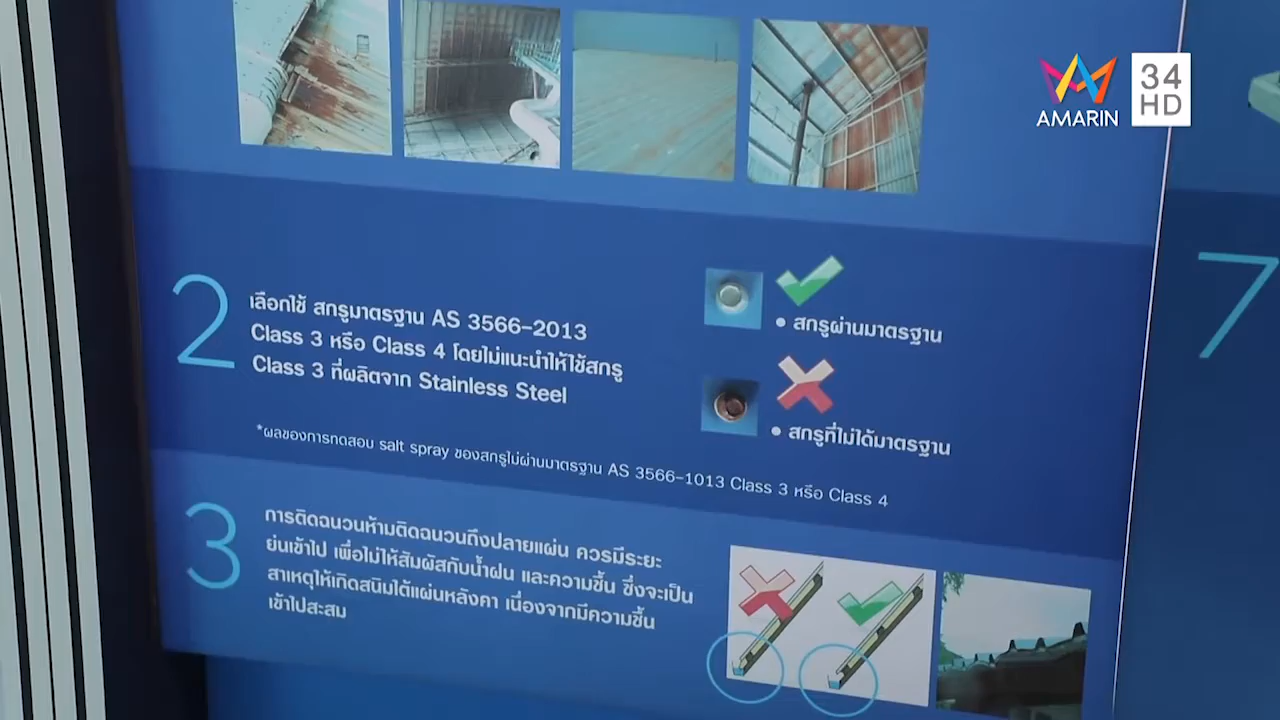 AMARIN
34
HD
2
เลือกใช้ สกรูมาตรฐาน AS 3566-2013
Class 3 หรือ Class 4 โดยไม่แนะนำให้ใช้สกรู
Class 3 ที่ผลิตจาก Stainless Steel
• สกรูผ่านมาตรฐาน
• สกรูที่ไม่ได้มาตรฐาน
*ผลของการทดสอบ salt spray ของสกรูไม่ผ่านมาตรฐาน AS 3566-1013 Class 3 หรือ Class 4
3
การติดฉนวนห้ามติดฉนวนถึงปลายแผ่น ควรมีระยะ
ย่นเข้าไป เพื่อไม่ให้สัมผัสกับน้ำฝน และความชื้น ซึ่งจะเป็น
สาเหตุให้เกิดสนิมใต้แผ่นหลังคา เนื่องจากมีความชื้น
เข้าไปสะสม
7